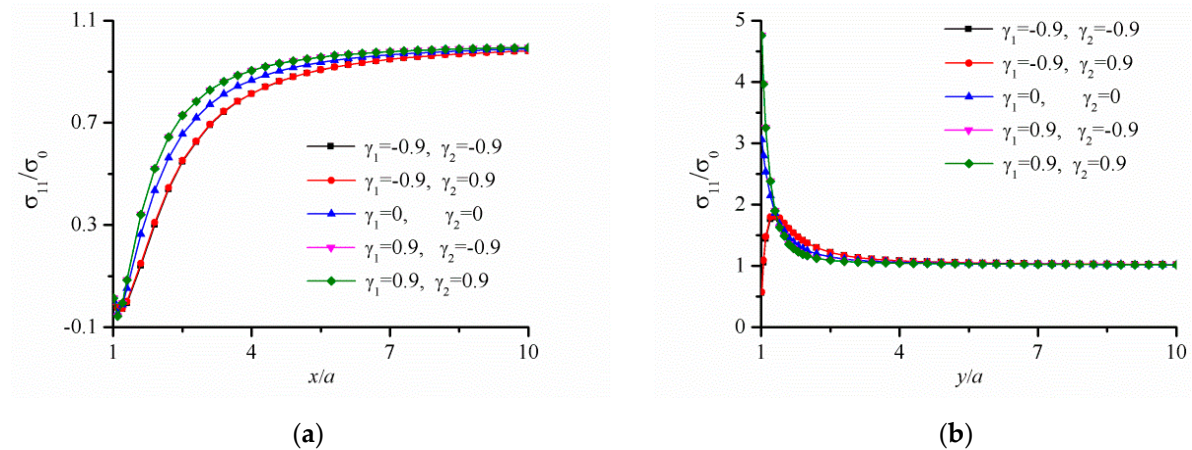 1.1
0.7
0.3
-0.1
σ₁₁/σ₀
γ₁=-0.9, γ₂=-0.9
γ₁=-0.9, γ₂=0.9
γ₁=0, γ₂=0
γ₁=0.9, γ₂=-0.9
γ₁=0.9, γ₂=0.9
1 4 7 10
x/a
(a)
5
4
3
2
1
0
σ₁₁/σ₀
γ₁=-0.9, γ₂=-0.9
γ₁=-0.9, γ₂=0.9
γ₁=0, γ₂=0
γ₁=0.9, γ₂=-0.9
γ₁=0.9, γ₂=0.9
1 4 7 10
y/a
(b)